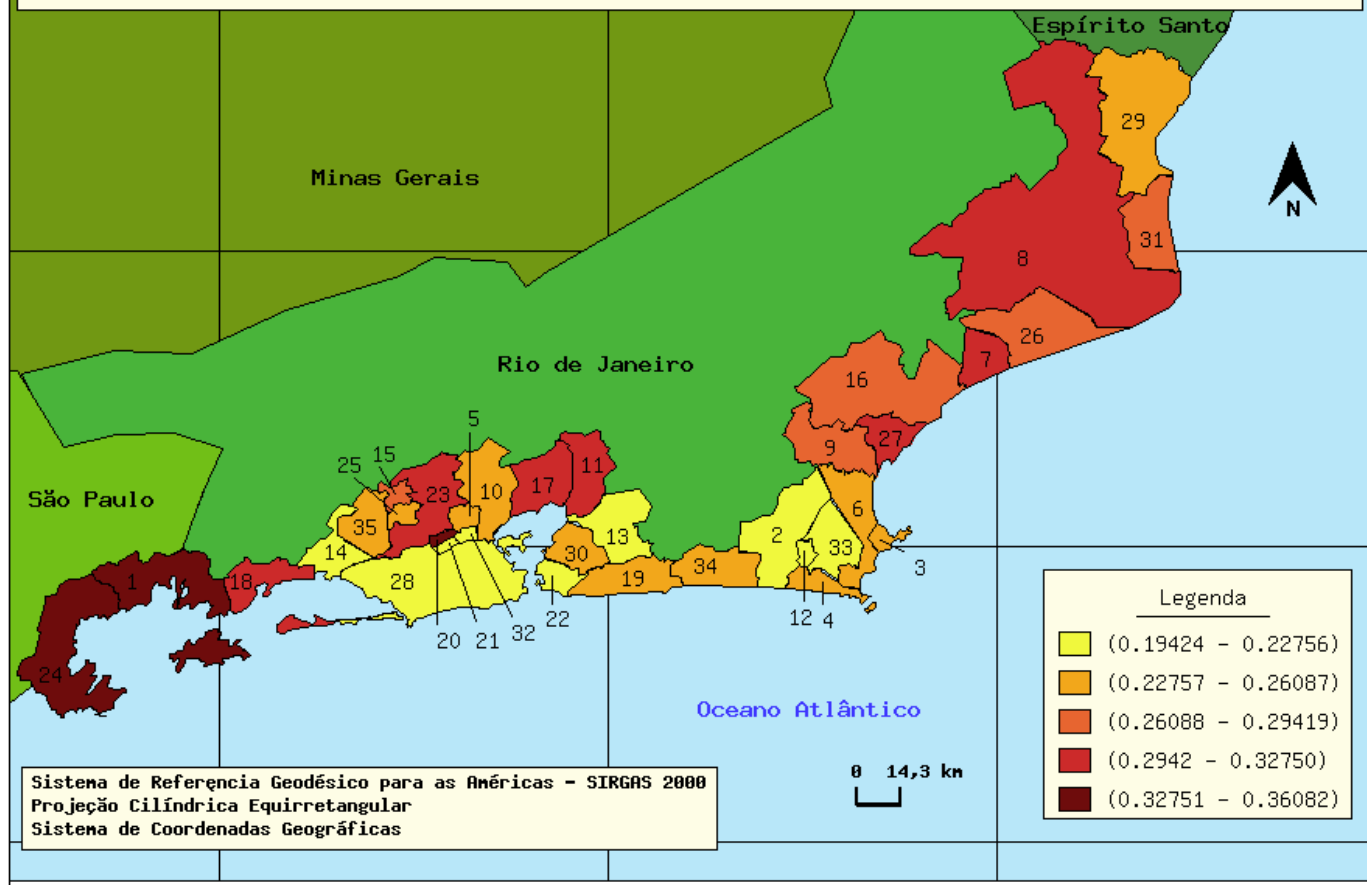 Espírito Santo
29
Minas Gerais
N
31
8
26
Rio de Janeiro
7
16
5
15
27
25
9
São Paulo
23
10
17
11
6
35
13
2
14
30
33
1
18
28
34
3
19
22
12
4
32
20
21
24
Legenda
(0.19424 - 0.22756)
(0.22757 - 0.26087)
(0.26088 - 0.29419)
(0.2942 - 0.32750)
(0.32751 - 0.36082)
Oceano Atlântico
0 14,3 km
Sistema de Referençia Geodésico para as Américas - SIRGAS 2000
Projeção Cilíndrica Equirretangular
Sistema de Coordenadas Geográficas